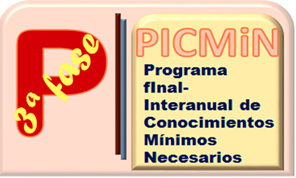 P
3ª fase
PICMiN
Programa
fInal-
Interanual de
Conocimientos
Mínimos
Necesarios